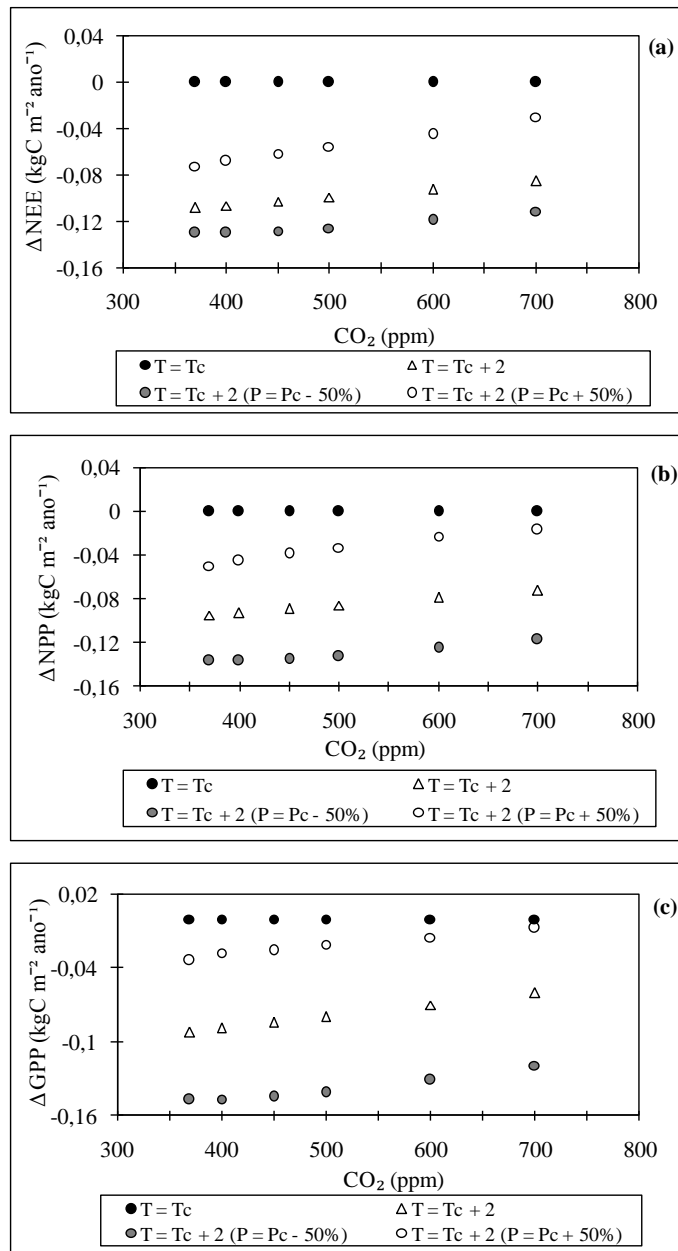 0,04
(a)
0
-0,04
-0,08
-0,12
-0,16
ΔNEE (kgC m⁻² ano⁻¹)
300 400 500 600 700 800
CO₂ (ppm)
T = Tc
T = Tc + 2
T = Tc + 2 (P = Pc - 50%)
T = Tc + 2 (P = Pc + 50%)
0,04
(b)
0
-0,04
-0,08
-0,12
-0,16
ΔNPP (kgC m⁻² ano⁻¹)
300 400 500 600 700 800
CO₂ (ppm)
T = Tc
T = Tc + 2
T = Tc + 2 (P = Pc - 50%)
T = Tc + 2 (P = Pc + 50%)
0,02
(c)
-0,04
-0,1
-0,16
ΔGPP (kgC m⁻² ano⁻¹)
300 400 500 600 700 800
CO₂ (ppm)
T = Tc
T = Tc + 2
T = Tc + 2 (P = Pc - 50%)
T = Tc + 2 (P = Pc + 50%)